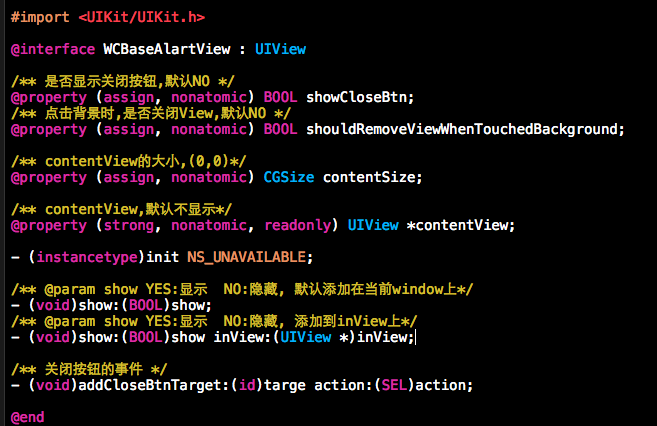 #import <UIKit/UIKit.h>
@interface WCBaseAlartView : UIView
/** 是否显示关闭按钮,默认NO */
@property (assign, nonatomic) BOOL showCloseBtn;
/** 点击背景时,是否关闭View,默认NO */
@property (assign, nonatomic) BOOL shouldRemoveViewWhenTouchedBackground;
/** contentView的大小,(0,0)*/
@property (assign, nonatomic) CGSize contentSize;
/** contentView,默认不显示*/
@property (strong, nonatomic, readonly) UIView *contentView;
- (instancetype)init NS_UNAVAILABLE;
/** @param show YES:显示  NO:隐藏, 默认添加在当前window上*/
- (void)show:(BOOL)show;
/** @param show YES:显示  NO:隐藏, 添加到inView上*/
- (void)show:(BOOL)show inView:(UIView *)inView;
/** 关闭按钮的事件 */
- (void)addCloseBtnTarget:(id)targe action:(SEL)action;
@end